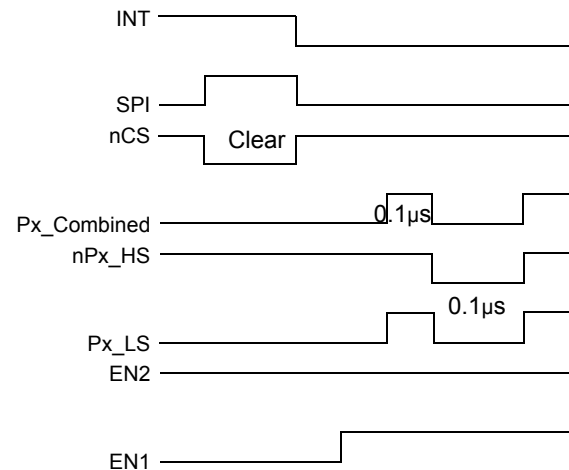 INT
SPI
nCS
Clear
Px_Combined
0.1µs
nPx_HS
0.1µs
Px_LS
EN2
EN1